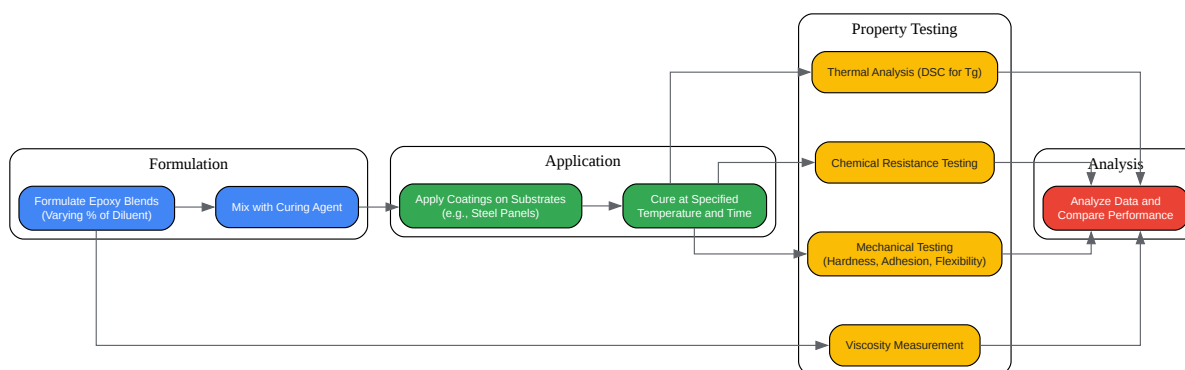 Formulation
Formulate Epoxy Blends
(Varying % of Diluent)
Mix with Curing Agent
Application
Apply Coatings on Substrates
(e.g., Steel Panels)
Cure at Specified
Temperature and Time
Property Testing
Thermal Analysis (DSC for Tg)
Chemical Resistance Testing
Mechanical Testing
(Hardness, Adhesion, Flexibility)
Viscosity Measurement
Analysis
Analyze Data and
Compare Performance